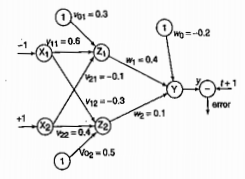 1
v01 = 0.3
−1
X1
v11 = 0.6
Z1
1
w0 = −0.2
w1 = 0.4
v21 = −0.1
Y
y
−
t + 1
v12 = −0.3
w2 = 0.1
error
+1
X2
v22 = 0.4
Z2
1
Vo2 = 0.5